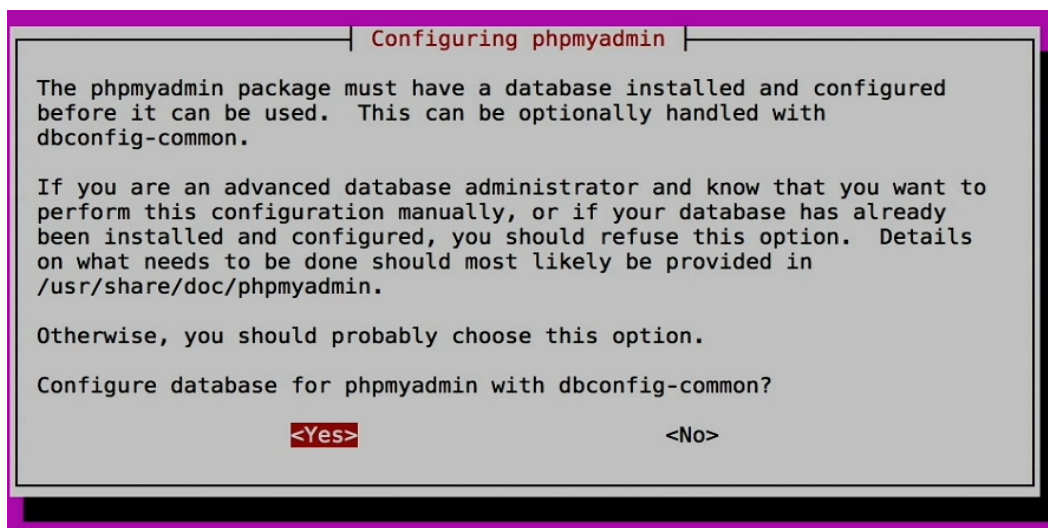 Configuring phpmyadmin
The phpmyadmin package must have a database installed and configured
before it can be used.  This can be optionally handled with
dbconfig-common.
If you are an advanced database administrator and know that you want to
perform this configuration manually, or if your database has already
been installed and configured, you should refuse this option.  Details
on what needs to be done should most likely be provided in
/usr/share/doc/phpmyadmin.
Otherwise, you should probably choose this option.
Configure database for phpmyadmin with dbconfig-common?
<Yes> <No>